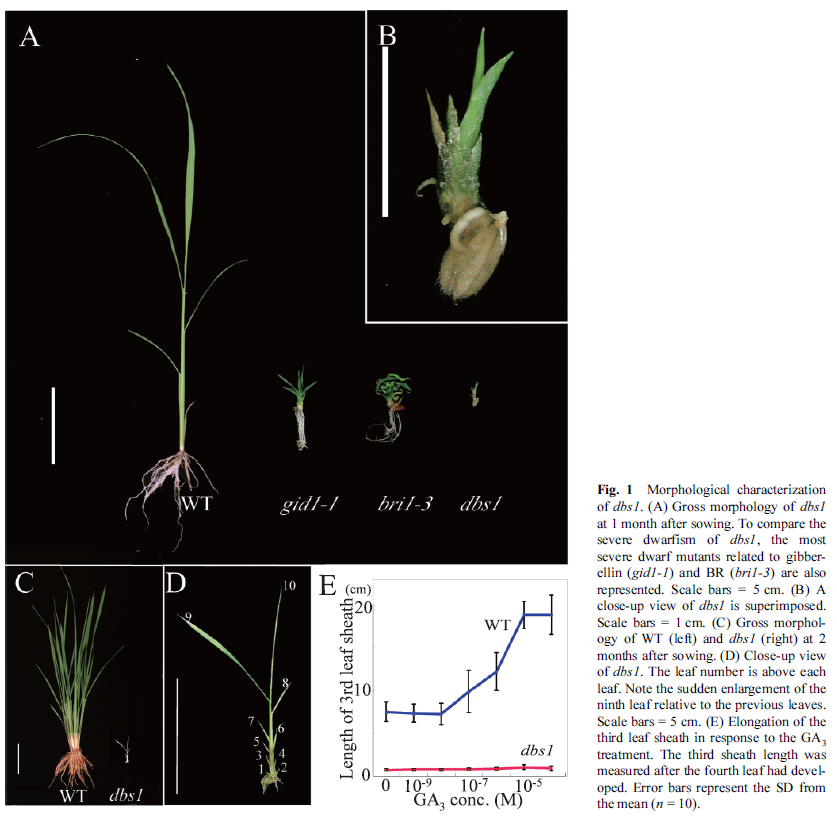 A
B
WT
gid1-1
bri1-3
dbs1
C
WT
dbs1
D
10
9
8
7
6
5
4
3
2
1
E
(cm)
20
10
0
Length of 3rd leaf sheath
WT
dbs1
0
10-9
10-7
10-5
GA3 conc. (M)
Fig. 1 Morphological characterization
of dbs1. (A) Gross morphology of dbs1
at 1 month after sowing. To compare the
severe dwarfism of dbs1, the most
severe dwarf mutants related to gibber-
ellin (gid1-1) and BR (bri1-3) are also
represented. Scale bars = 5 cm. (B) A
close-up view of dbs1 is superimposed.
Scale bars = 1 cm. (C) Gross morphol-
ogy of WT (left) and dbs1 (right) at 2
months after sowing. (D) Close-up view
of dbs1. The leaf number is above each
leaf. Note the sudden enlargement of the
ninth leaf relative to the previous leaves.
Scale bars = 5 cm. (E) Elongation of the
third leaf sheath in response to the GA3
treatment. The third sheath length was
measured after the fourth leaf had devel-
oped. Error bars represent the SD from
the mean (n = 10).